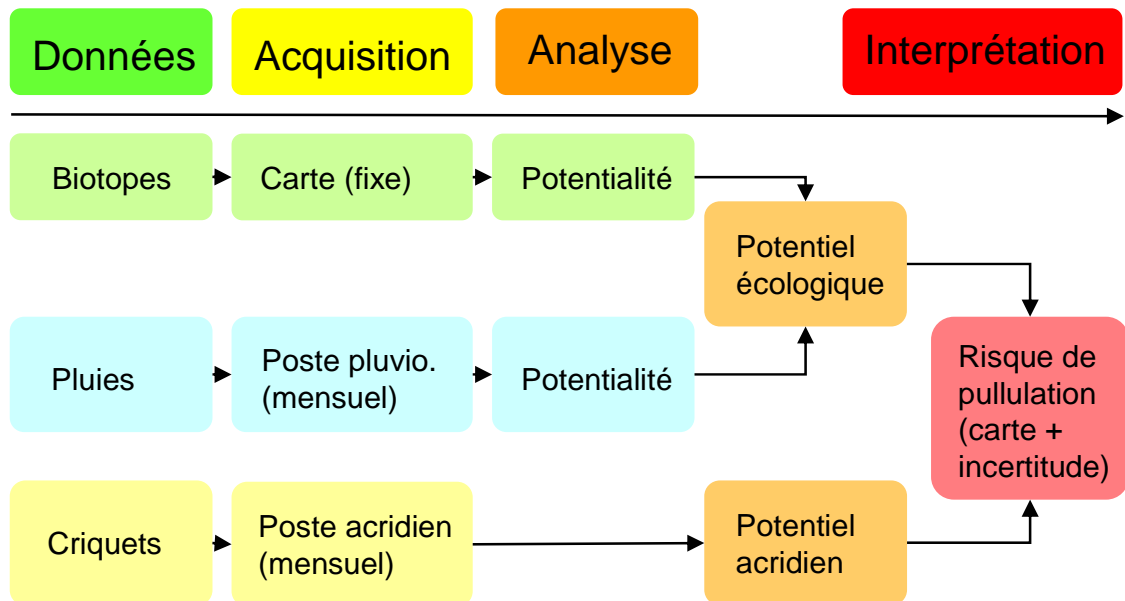 Données
Acquisition
Analyse
Interprétation
Biotopes
Carte (fixe)
Potentialité
Potentiel
écologique
Pluies
Poste pluvio.
(mensuel)
Potentialité
Risque de
pullulation
(carte +
incertitude)
Criquets
Poste acridien
(mensuel)
Potentiel
acridien